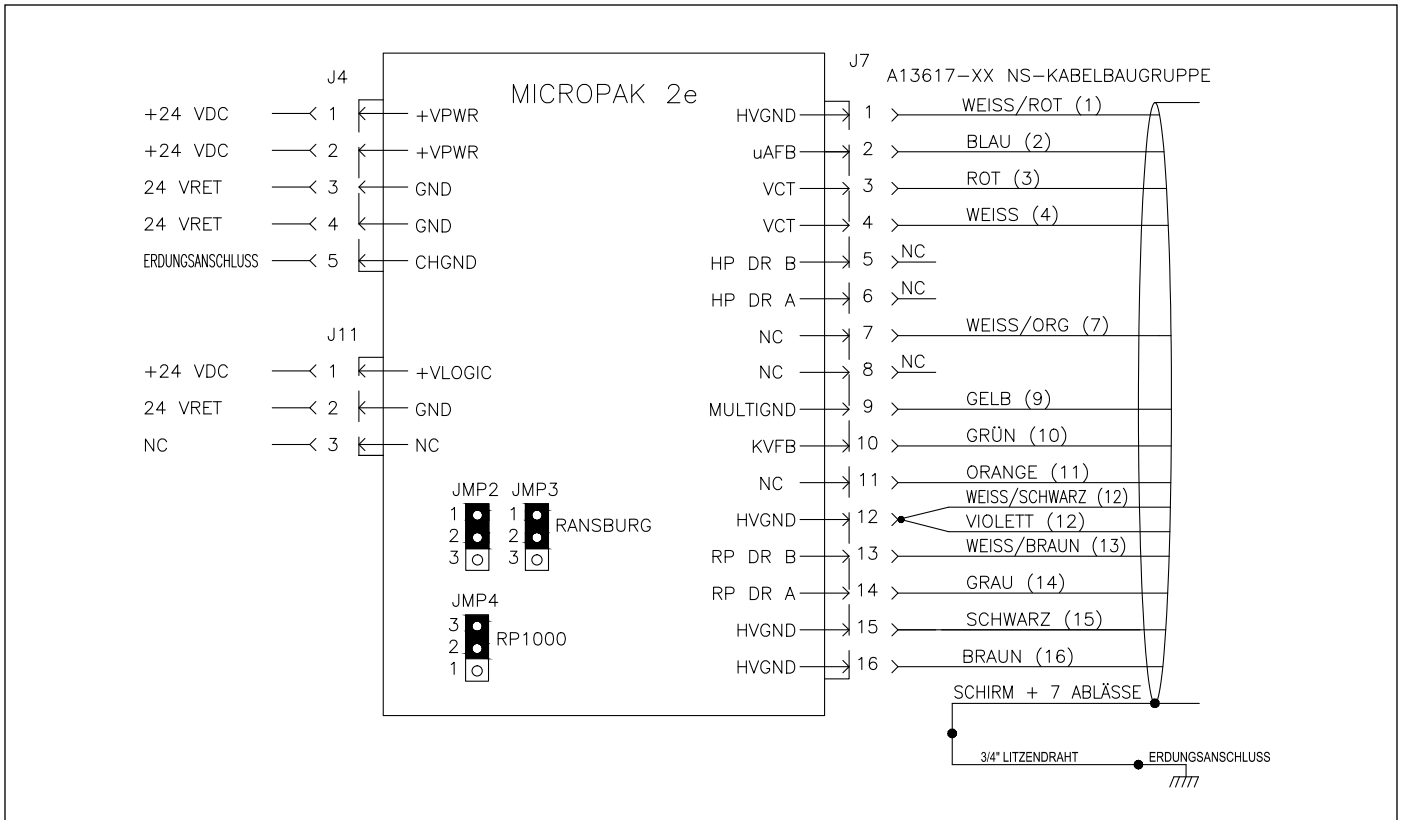 MICROPAK 2e
J4
+24 VDC 1 +VPWR
+24 VDC 2 +VPWR
24 VRET 3 GND
24 VRET 4 GND
ERDUNGSANSCHLUSS 5 CHGND
J11
+24 VDC 1 +VLOGIC
24 VRET 2 GND
NC 3 NC
JMP2 JMP3
1 1
2 2 RANSBURG
3 3
JMP4
3
2 RP1000
1
J7
A13617-XX NS-KABELBAUGRUPPE
HVGND 1 WEISS/ROT (1)
uAFB 2 BLAU (2)
VCT 3 ROT (3)
VCT 4 WEISS (4)
HP DR B 5 NC
HP DR A 6 NC
NC 7 WEISS/ORG (7)
NC 8 NC
MULTIGND 9 GELB (9)
KVFB 10 GRÜN (10)
NC 11 ORANGE (11)
WEISS/SCHWARZ (12)
HVGND 12 VIOLETT (12)
RP DR B 13 WEISS/BRAUN (13)
RP DR A 14 GRAU (14)
HVGND 15 SCHWARZ (15)
HVGND 16 BRAUN (16)
SCHIRM + 7 ABLÄSSE
3/4" LITZENDRAHT ERDUNGSANSCHLUSS